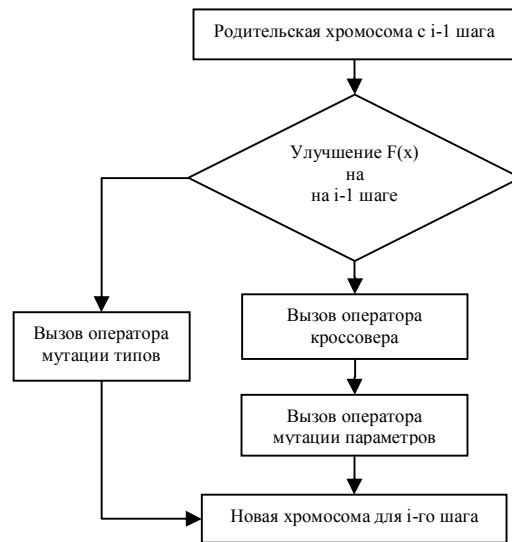 Родительская хромосома с i-1 шага
Улучшение F(x)
на
на i-1 шаге
Вызов оператора
мутации типов
Вызов оператора
кроссовера
Вызов оператора
мутации параметров
Новая хромосома для i-го шага